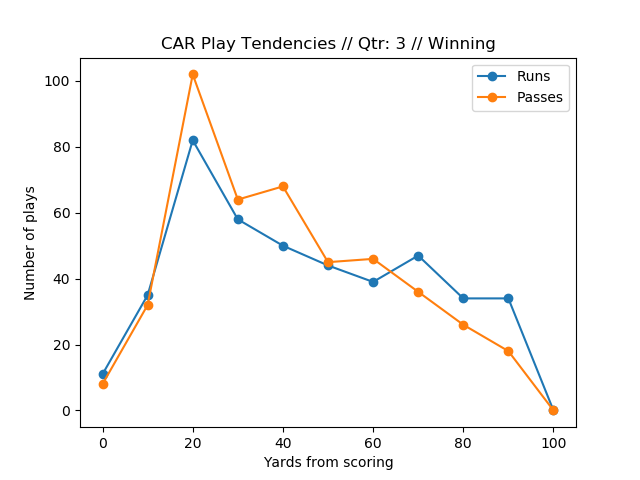 CAR Play Tendencies // Qtr: 3 // Winning
Runs
Passes
100
80
60
40
20
0
Number of plays
0 20 40 60 80 100
Yards from scoring